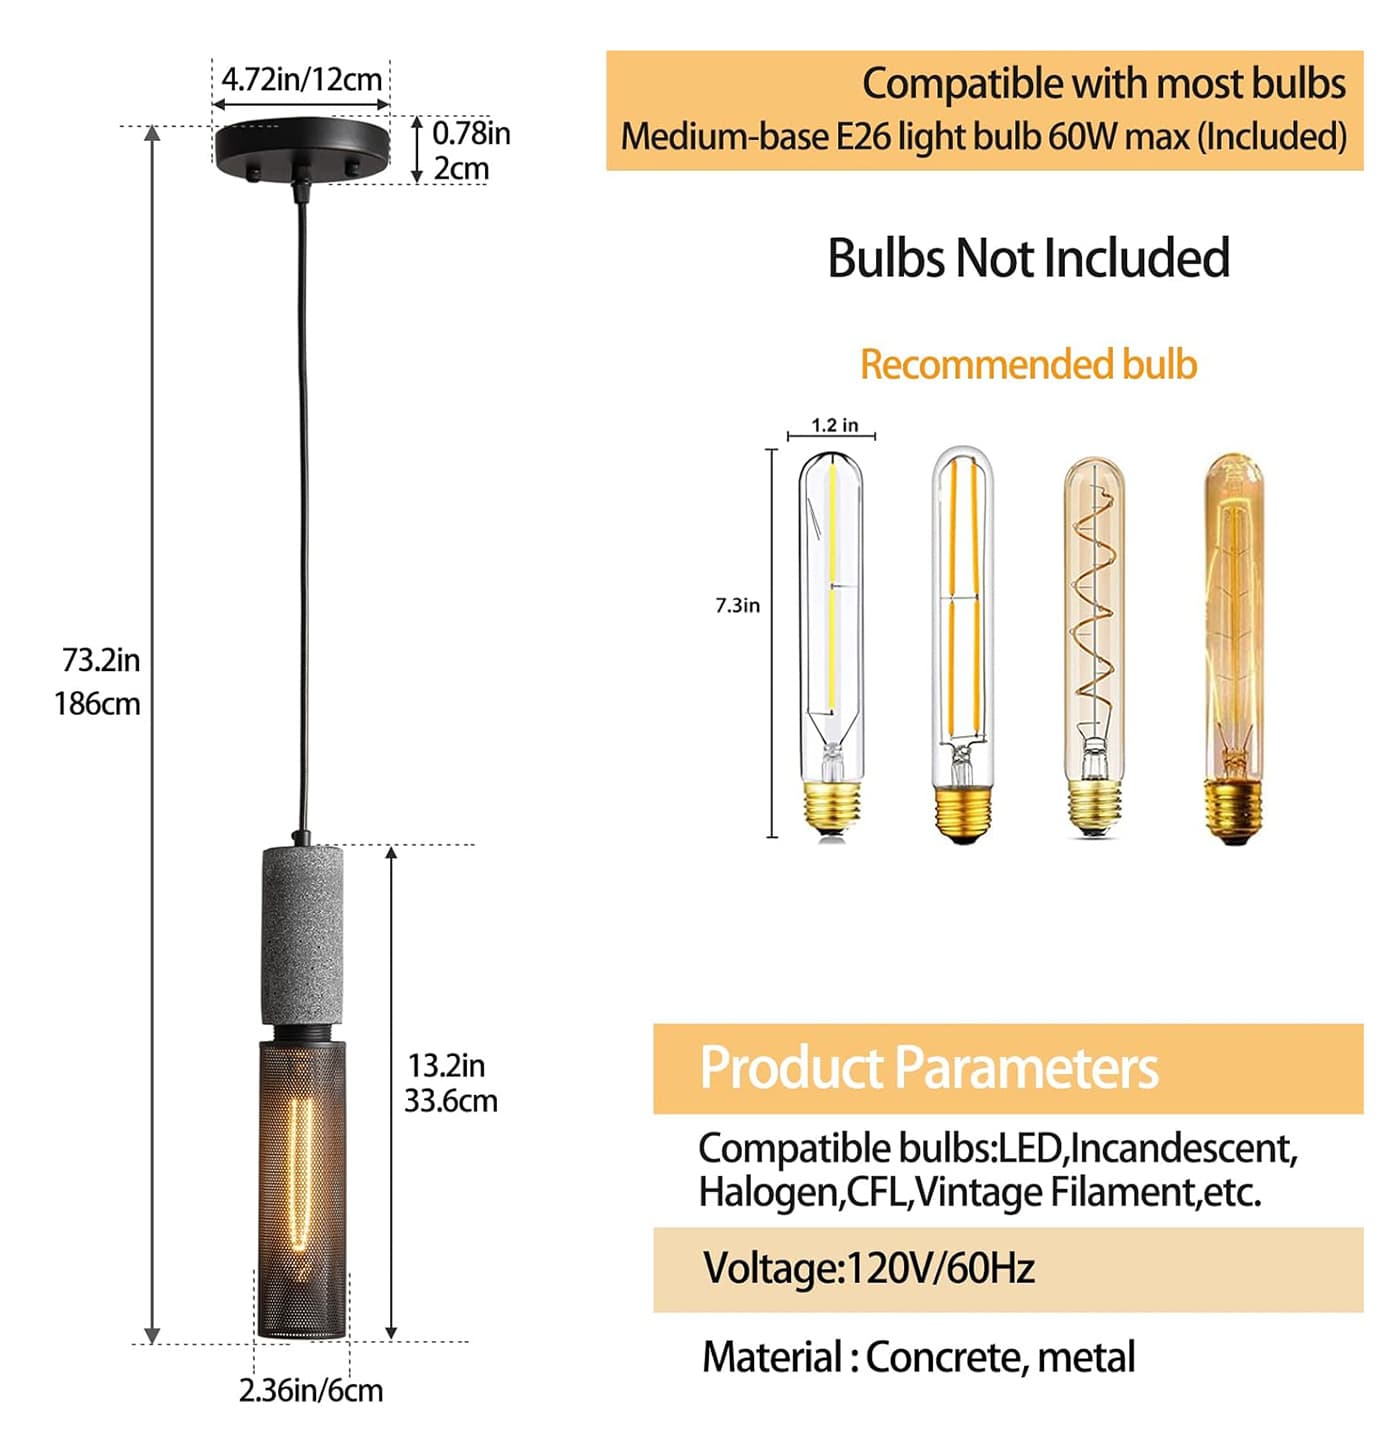 4.72in/12cm
0.78in
2cm
73.2in
186cm
13.2in
33.6cm
2.36in/6cm
Compatible with most bulbs
Medium-base E26 light bulb 60W max (Included)
Bulbs Not Included
Recommended bulb
1.2 in
7.3in
Product Parameters
Compatible bulbs:LED,Incandescent,
Halogen,CFL,Vintage Filament,etc.
Voltage:120V/60Hz
Material : Concrete, metal